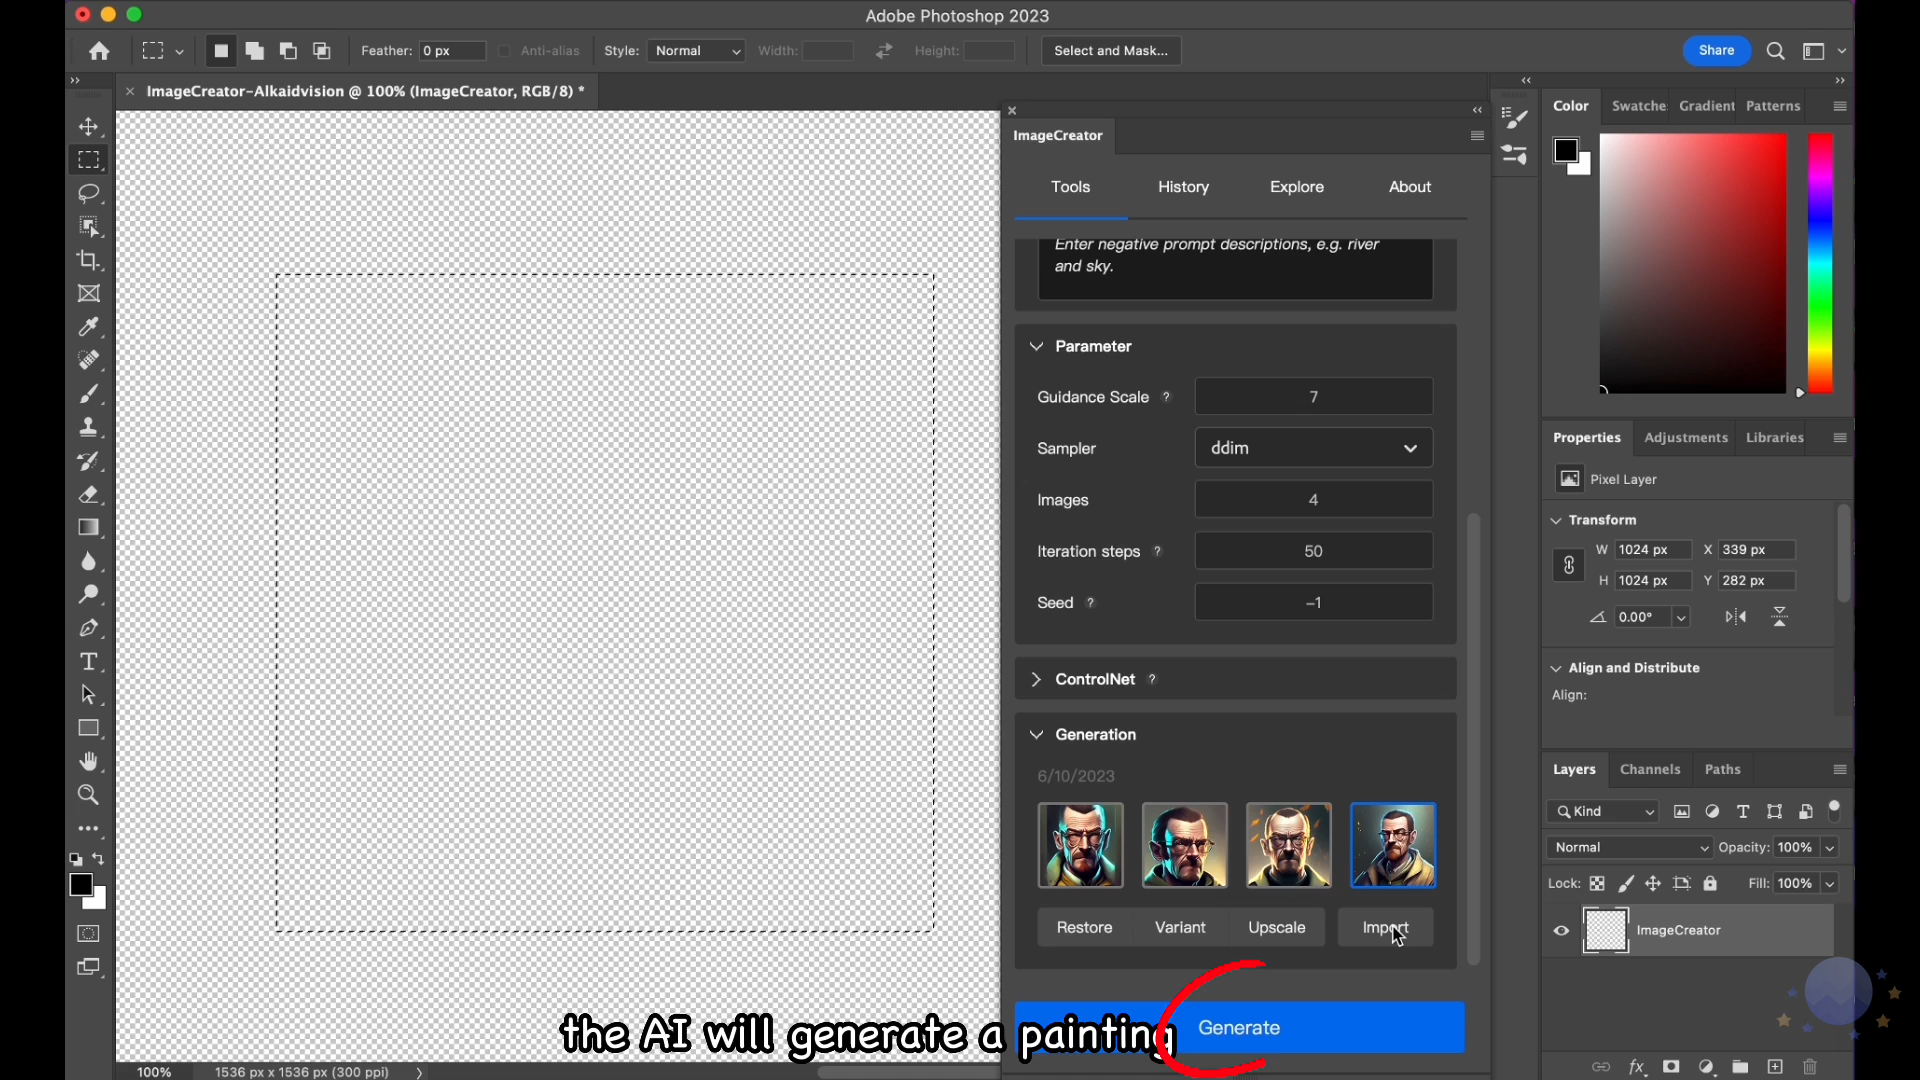 Adobe Photoshop 2023
Feather: 0 px Anti-alias Style: Normal Width: Height: Select and Mask... Share
ImageCreator-Alkaidvision @ 100% (ImageCreator, RGB/8) *
ImageCreator
Tools History Explore About
Enter negative prompt descriptions, e.g. river
and sky.
Parameter
Guidance Scale ? 7
Sampler ddim
Images 4
Iteration steps ? 50
Seed ? -1
ControlNet ?
Generation
6/10/2023
Restore Variant Upscale Import
Generate
the AI will generate a painting
100% 1536 px x 1536 px (300 ppi)
Color Swatche: Gradient Patterns
Properties Adjustments Libraries
Pixel Layer
Transform
W 1024 px X 339 px
H 1024 px Y 282 px
0.00°
Align and Distribute
Align:
Layers Channels Paths
Kind
Normal Opacity: 100%
Lock: Fill: 100%
ImageCreator
fx